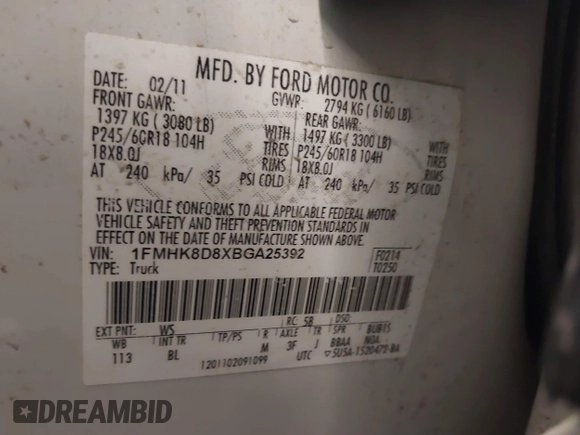 MFD. BY FORD MOTOR CO.
DATE: 02/11 GVWR: 2794 KG ( 6160 LB)
FRONT GAWR: REAR GAWR:
1397 KG ( 3080 LB) WITH 1497 KG ( 3300 LB) WITH
P245/60R18 104H TIRES P245/60R18 104H TIRES
18X8.0J RIMS 18X8.0J RIMS
AT 240 kPa/ 35 PSI COLD AT 240 kPa/ 35 PSI COLD
THIS VEHICLE CONFORMS TO ALL APPLICABLE FEDERAL MOTOR
VEHICLE SAFETY AND THEFT PREVENTION STANDARDS IN
EFFECT ON THE DATE OF MANUFACTURE SHOWN ABOVE.
VIN: 1FMHK8D8XBGA25392 F0214
TYPE: Truck T0250
EXT PNT: WS RC: 58 DSO:
WB INT TR TP/PS R AXLE TR SPR BUB15
113 BL M 3F J BBAA NOA
1201102091099 UTC ▽5U5A-1520472-BA
DREAMBID